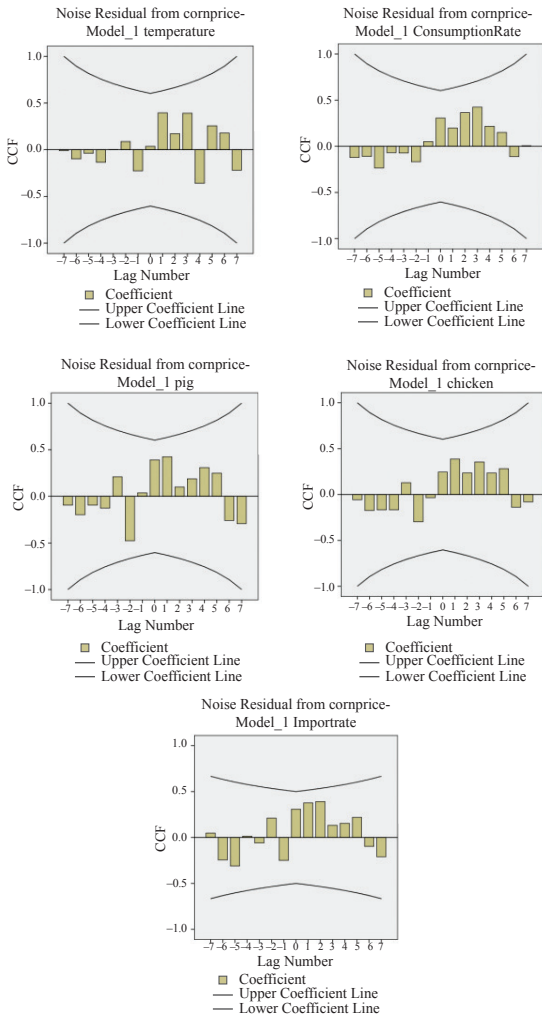 Noise Residual from cornprice-
Model_1 temperature
1.0
0.5
0.0
−0.5
−1.0
CCF
−7 −6 −5 −4 −3 −2 −1 0 1 2 3 4 5 6 7
Lag Number
Coefficient
Upper Coefficient Line
Lower Coefficient Line
Noise Residual from cornprice-
Model_1 ConsumptionRate
1.0
0.5
0.0
−0.5
−1.0
CCF
−7 −6 −5 −4 −3 −2 −1 0 1 2 3 4 5 6 7
Lag Number
Coefficient
Upper Coefficient Line
Lower Coefficient Line
Noise Residual from cornprice-
Model_1 pig
1.0
0.5
0.0
−0.5
−1.0
CCF
−7 −6 −5 −4 −3 −2 −1 0 1 2 3 4 5 6 7
Lag Number
Coefficient
Upper Coefficient Line
Lower Coefficient Line
Noise Residual from cornprice-
Model_1 chicken
1.0
0.5
0.0
−0.5
−1.0
CCF
−7 −6 −5 −4 −3 −2 −1 0 1 2 3 4 5 6 7
Lag Number
Coefficient
Upper Coefficient Line
Lower Coefficient Line
Noise Residual from cornprice-
Model_1 Importrate
1.0
0.5
0.0
−0.5
−1.0
CCF
−7 −6 −5 −4 −3 −2 −1 0 1 2 3 4 5 6 7
Lag Number
Coefficient
Upper Coefficient Line
Lower Coefficient Line